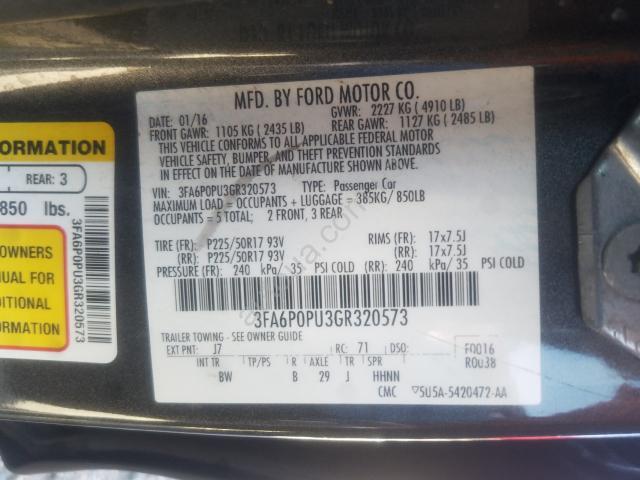 MFD. BY FORD MOTOR CO.
DATE: 01/16 GVWR: 2227 KG ( 4910 LB)
FRONT GAWR: 1105 KG ( 2435 LB) REAR GAWR: 1127 KG ( 2485 LB)
THIS VEHICLE CONFORMS TO ALL APPLICABLE FEDERAL MOTOR
VEHICLE SAFETY, BUMPER, AND THEFT PREVENTION STANDARDS
IN EFFECT ON THE DATE OF MANUFACTURE SHOWN ABOVE.
VIN: 3FA6P0PU3GR320573 TYPE: Passenger Car
MAXIMUM LOAD = OCCUPANTS + LUGGAGE = 385KG/ 850LB
OCCUPANTS = 5 TOTAL; 2 FRONT, 3 REAR
TIRE (FR): P225/50R17 93V RIMS (FR): 17x7.5J
(RR): P225/50R17 93V (RR): 17x7.5J
PRESSURE (FR): 240 kPa/ 35 PSI COLD (RR): 240 kPa/ 35 PSI COLD
3FA6P0PU3GR320573
TRAILER TOWING - SEE OWNER GUIDE
EXT PNT: J7 RC: 71 DSO: F0016
INT TR TP/PS R AXLE TR SPR R0038
BW B 29 J HHNN
CMC 5U5A-5420472-AA
ORMATION
REAR: 3
850 lbs.
OWNERS
NUAL FOR
DITIONAL
ORMATION
3FA6P0PU3GR320573